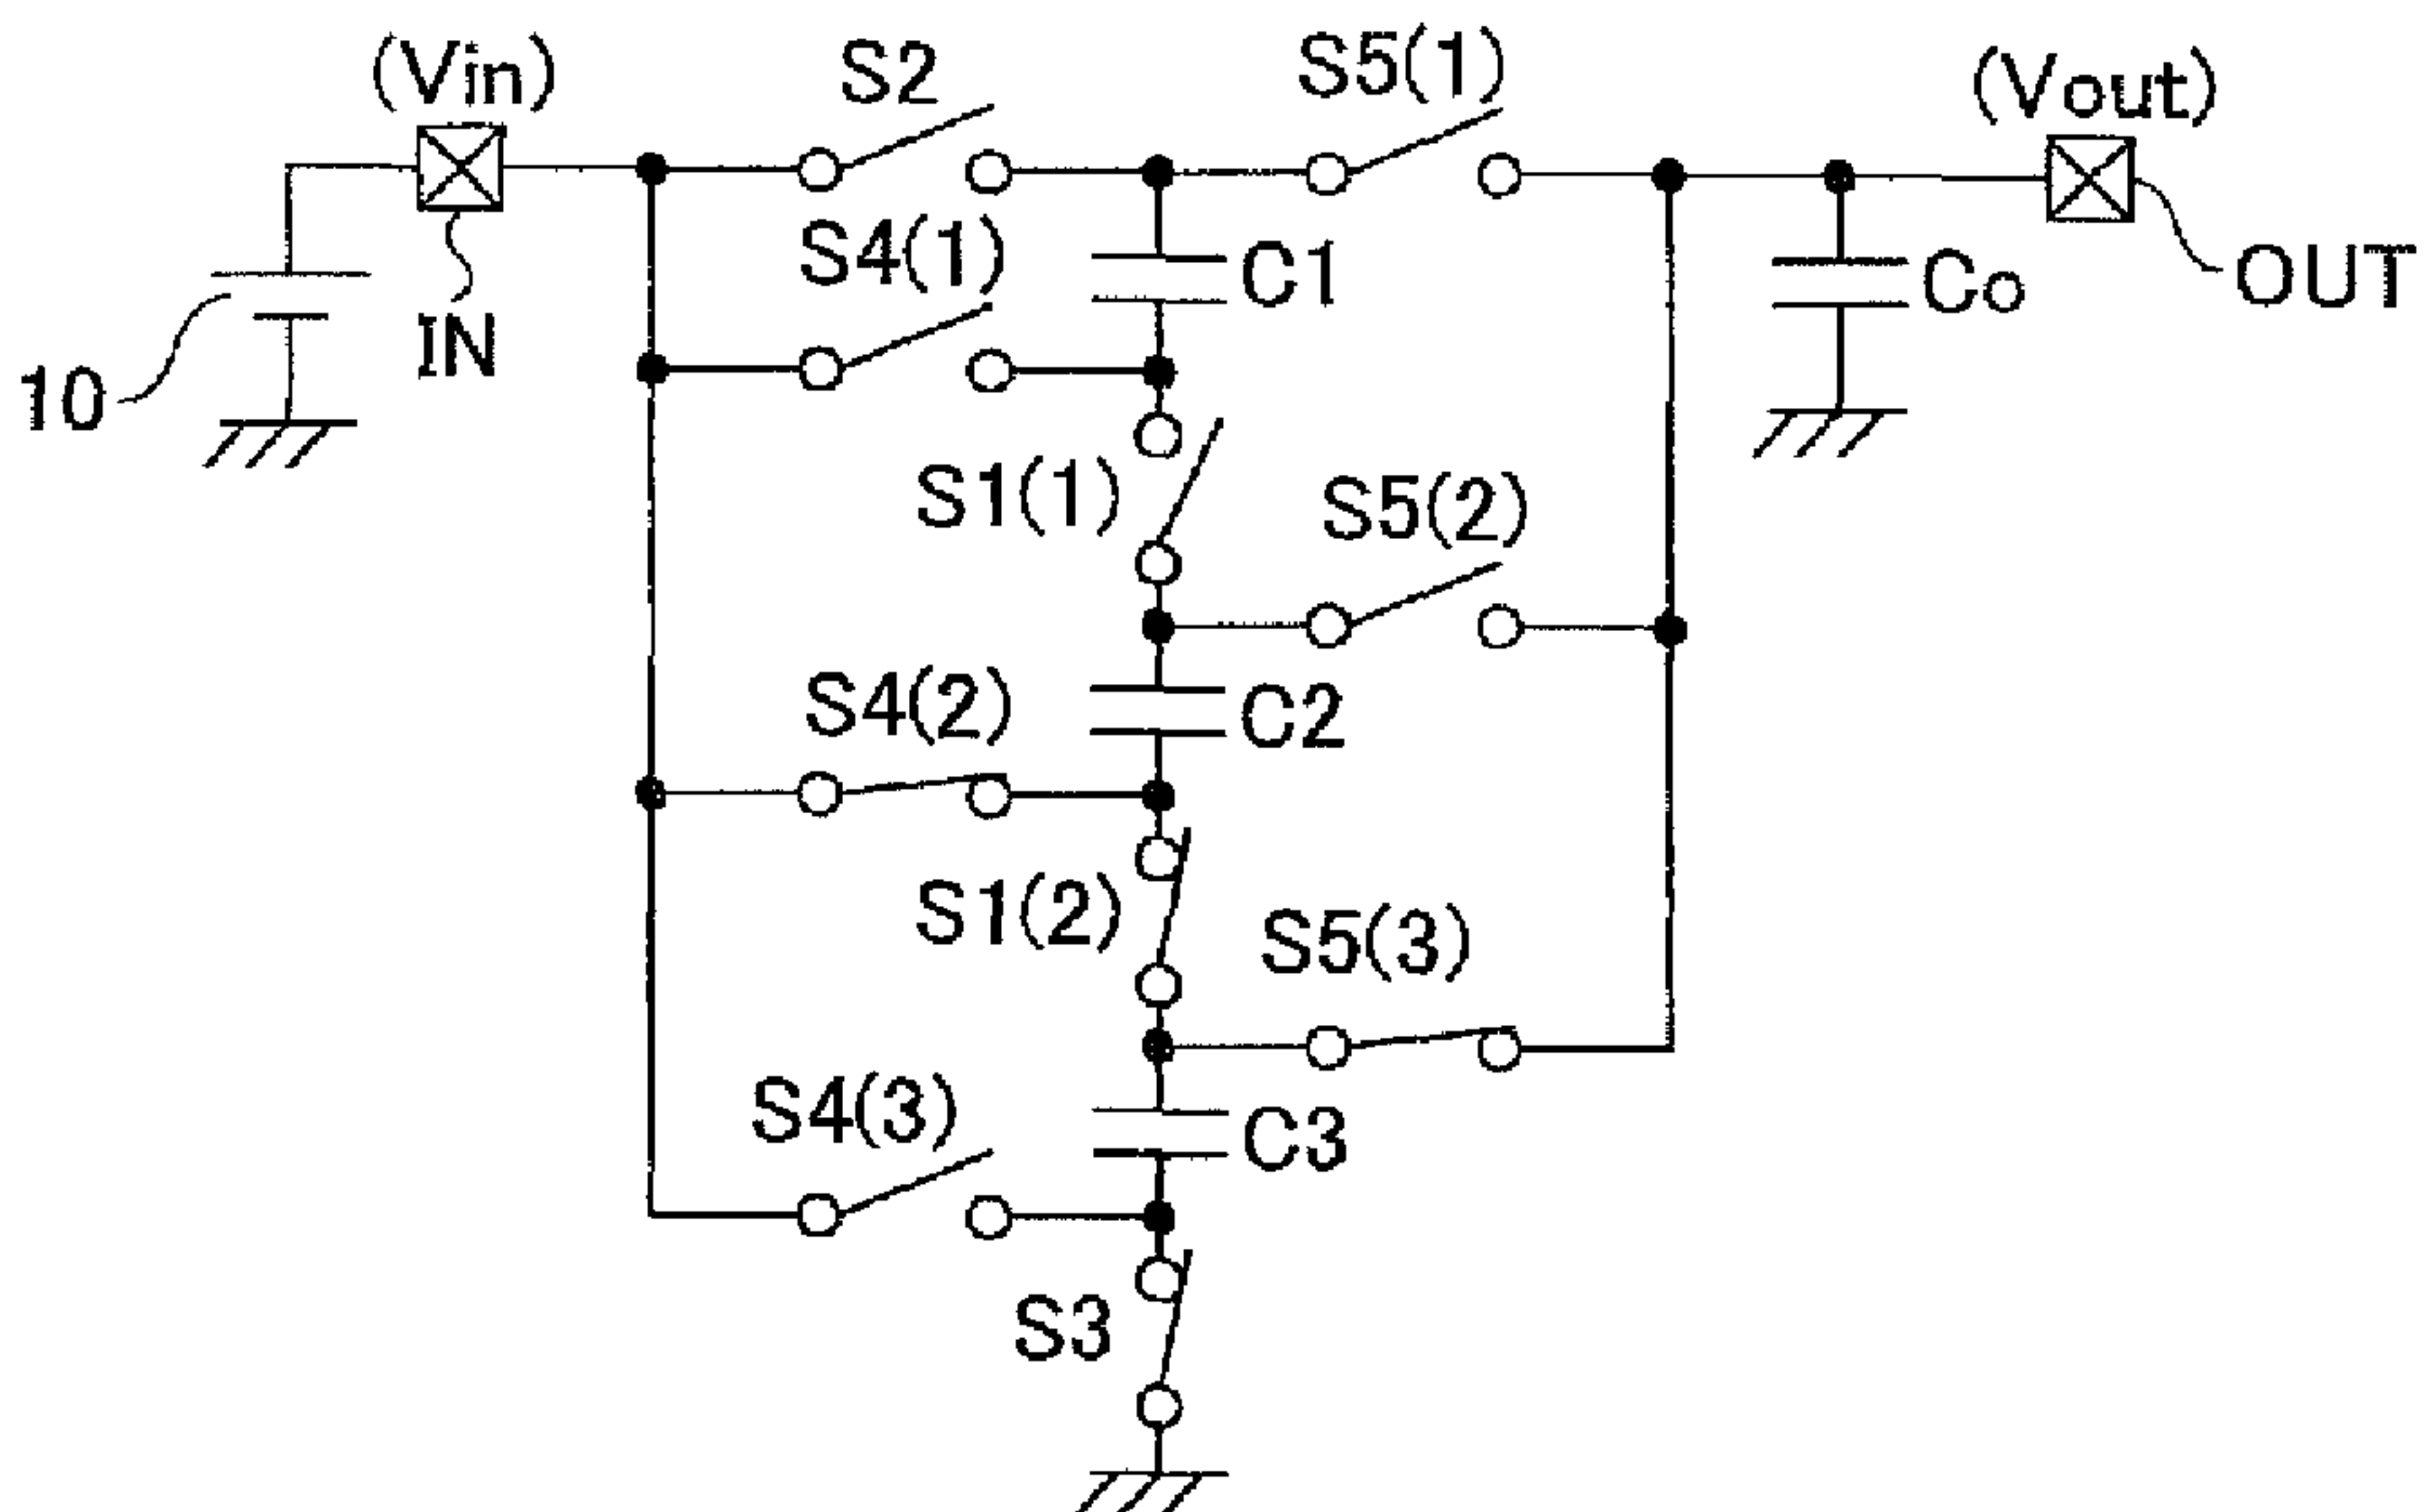 (Vin)
S2
S5(1)
(Vout)
S4(1)
C1
Co
OUT
IN
10
S1(1)
S5(2)
S4(2)
C2
S1(2)
S5(3)
S4(3)
C3
S3